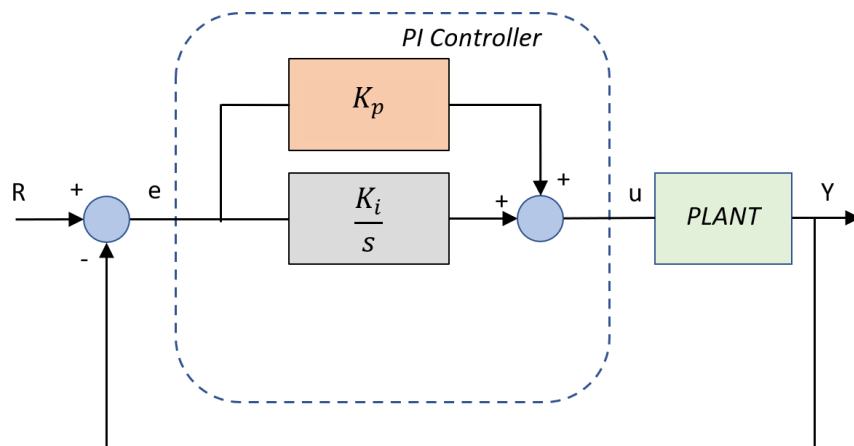 PI Controller
K_p
R
+
e
K_i
s
+
+
u
PLANT
Y
-